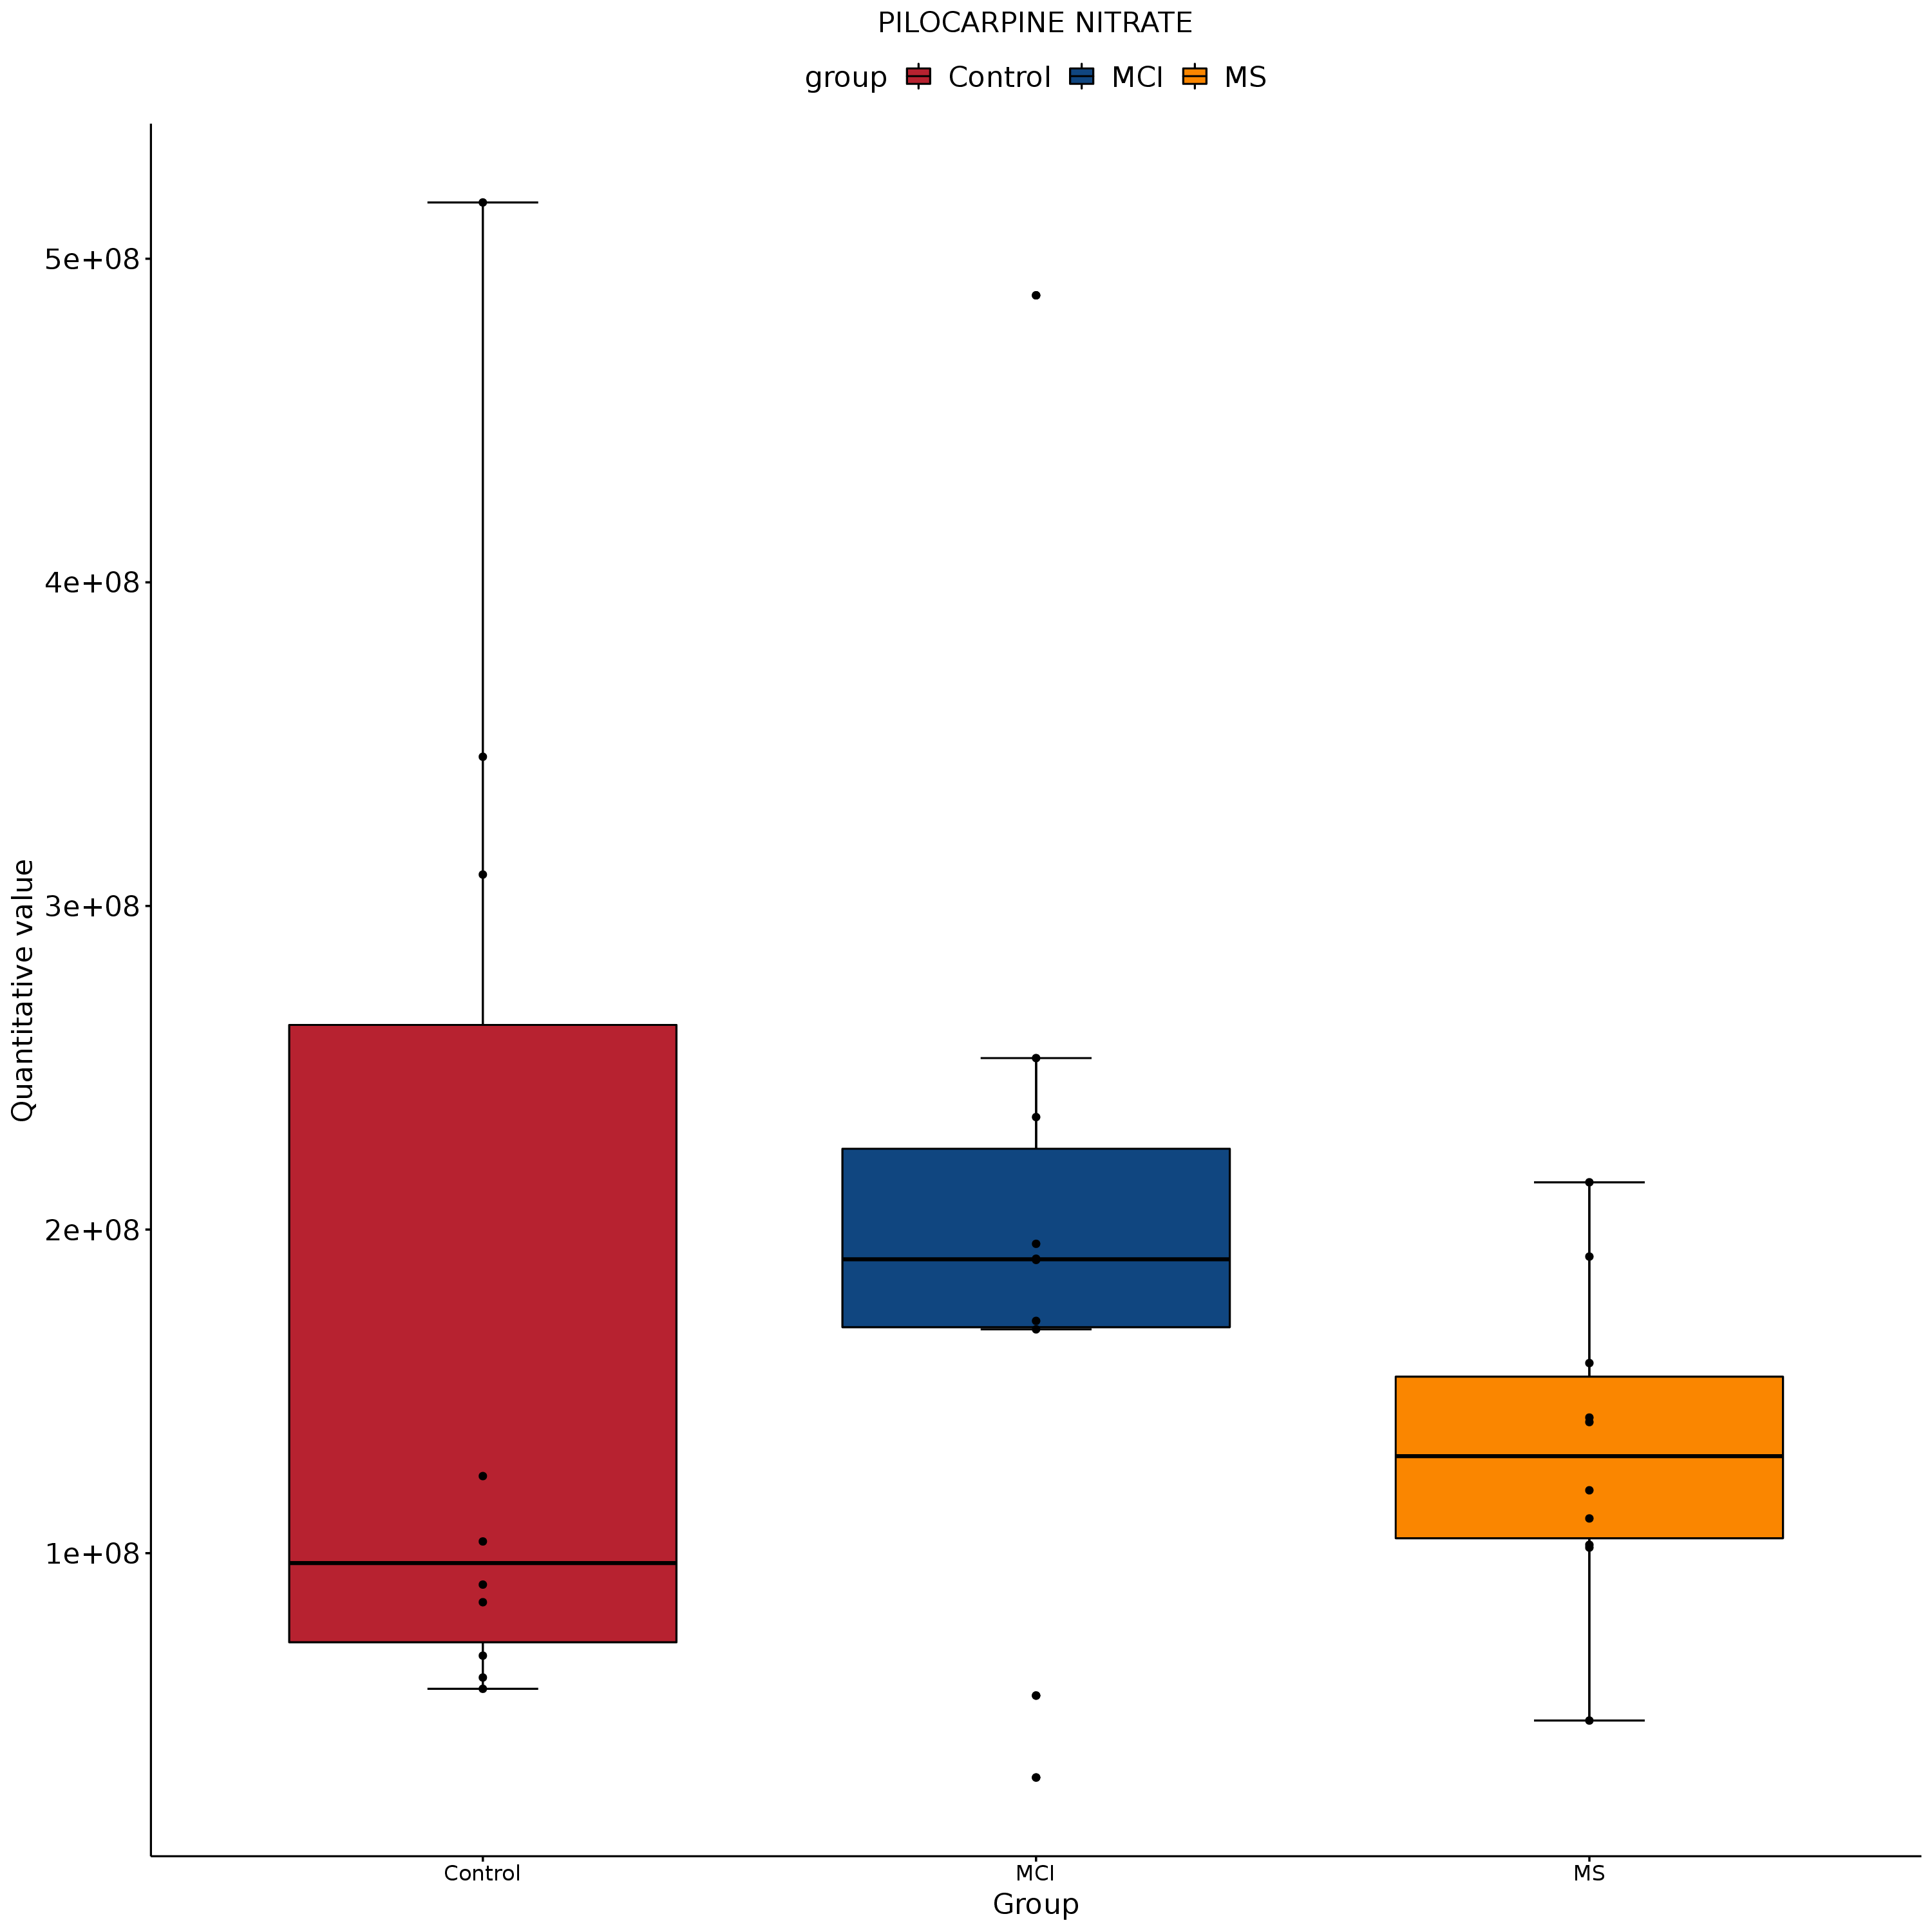 PILOCARPINE NITRATE
group Control MCI MS
Quantitative value
5e+08
4e+08
3e+08
2e+08
1e+08
Control MCI MS
Group